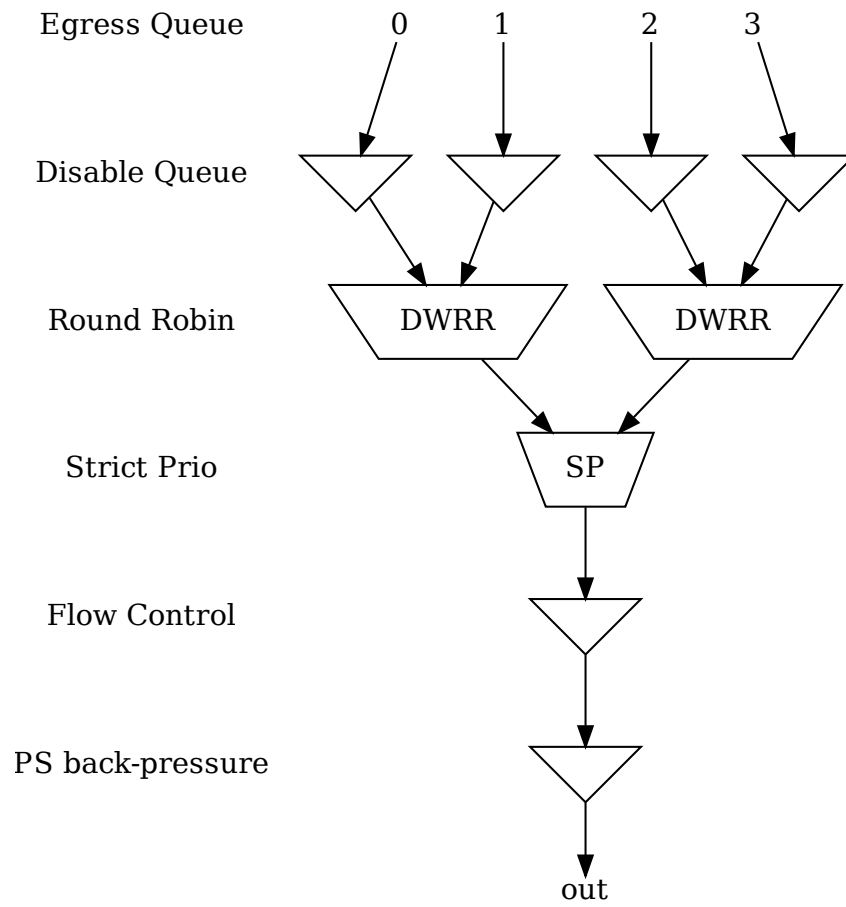 Egress Queue 0 1 2 3
Disable Queue
Round Robin DWRR DWRR
Strict Prio SP
Flow Control
PS back-pressure
out